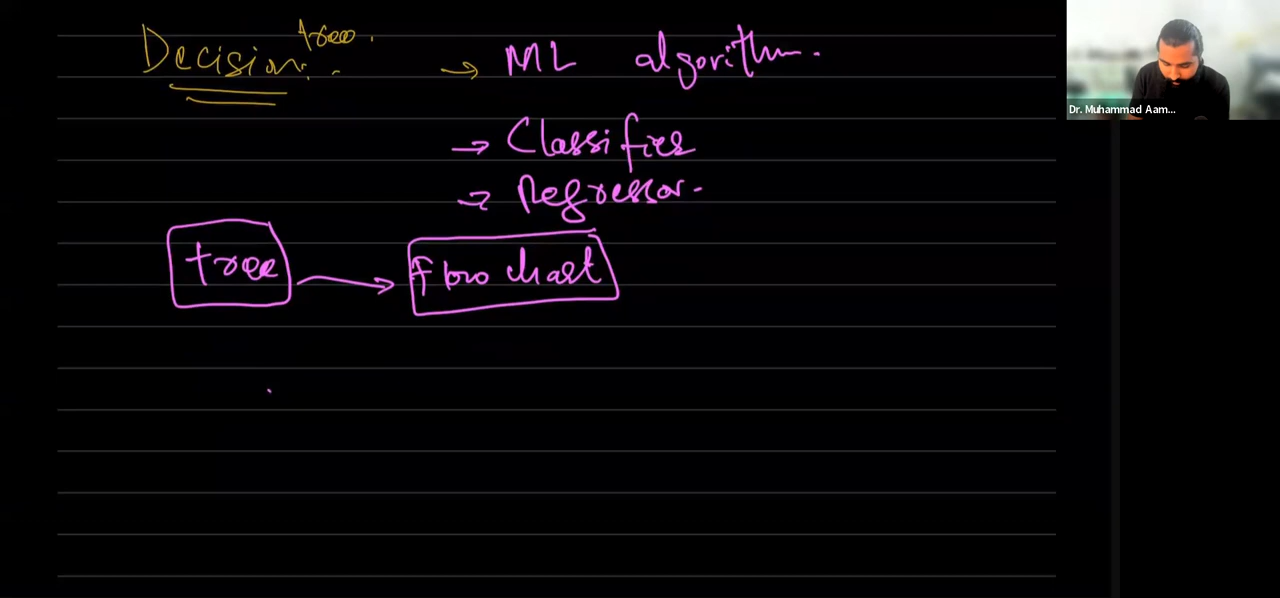 Decision tree.
→ ML algorithm.
→ Classifier
→ Regressor.
tree → flow chart
Dr. Muhammad Aam...